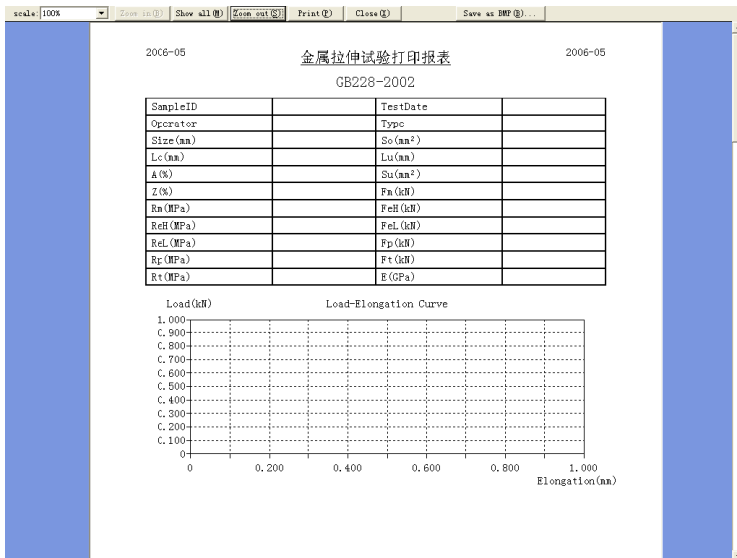 scale: 100% Zoom in(D) Show all(M) Zoom out(S) Print(P) Close(X) Save as BMP(B)...
2006-05 金属拉伸试验打印报表 2006-05
GB228-2002
SampleID TestDate
Operator Type
Size(mm) So(mm²)
Lo(mm) Lu(mm)
A(%) Su(mm²)
Z(%) Fm(kN)
Rm(MPa) FeH(kN)
ReH(MPa) FeL(kN)
ReL(MPa) Fp(kN)
Rp(MPa) Ft(kN)
Rt(MPa) E(GPa)
Load(kN) Load-Elongation Curve
1.000
0.900
0.800
0.700
0.600
0.500
0.400
0.300
0.200
0.100
0
0 0.200 0.400 0.600 0.800 1.000
Elongation(mm)